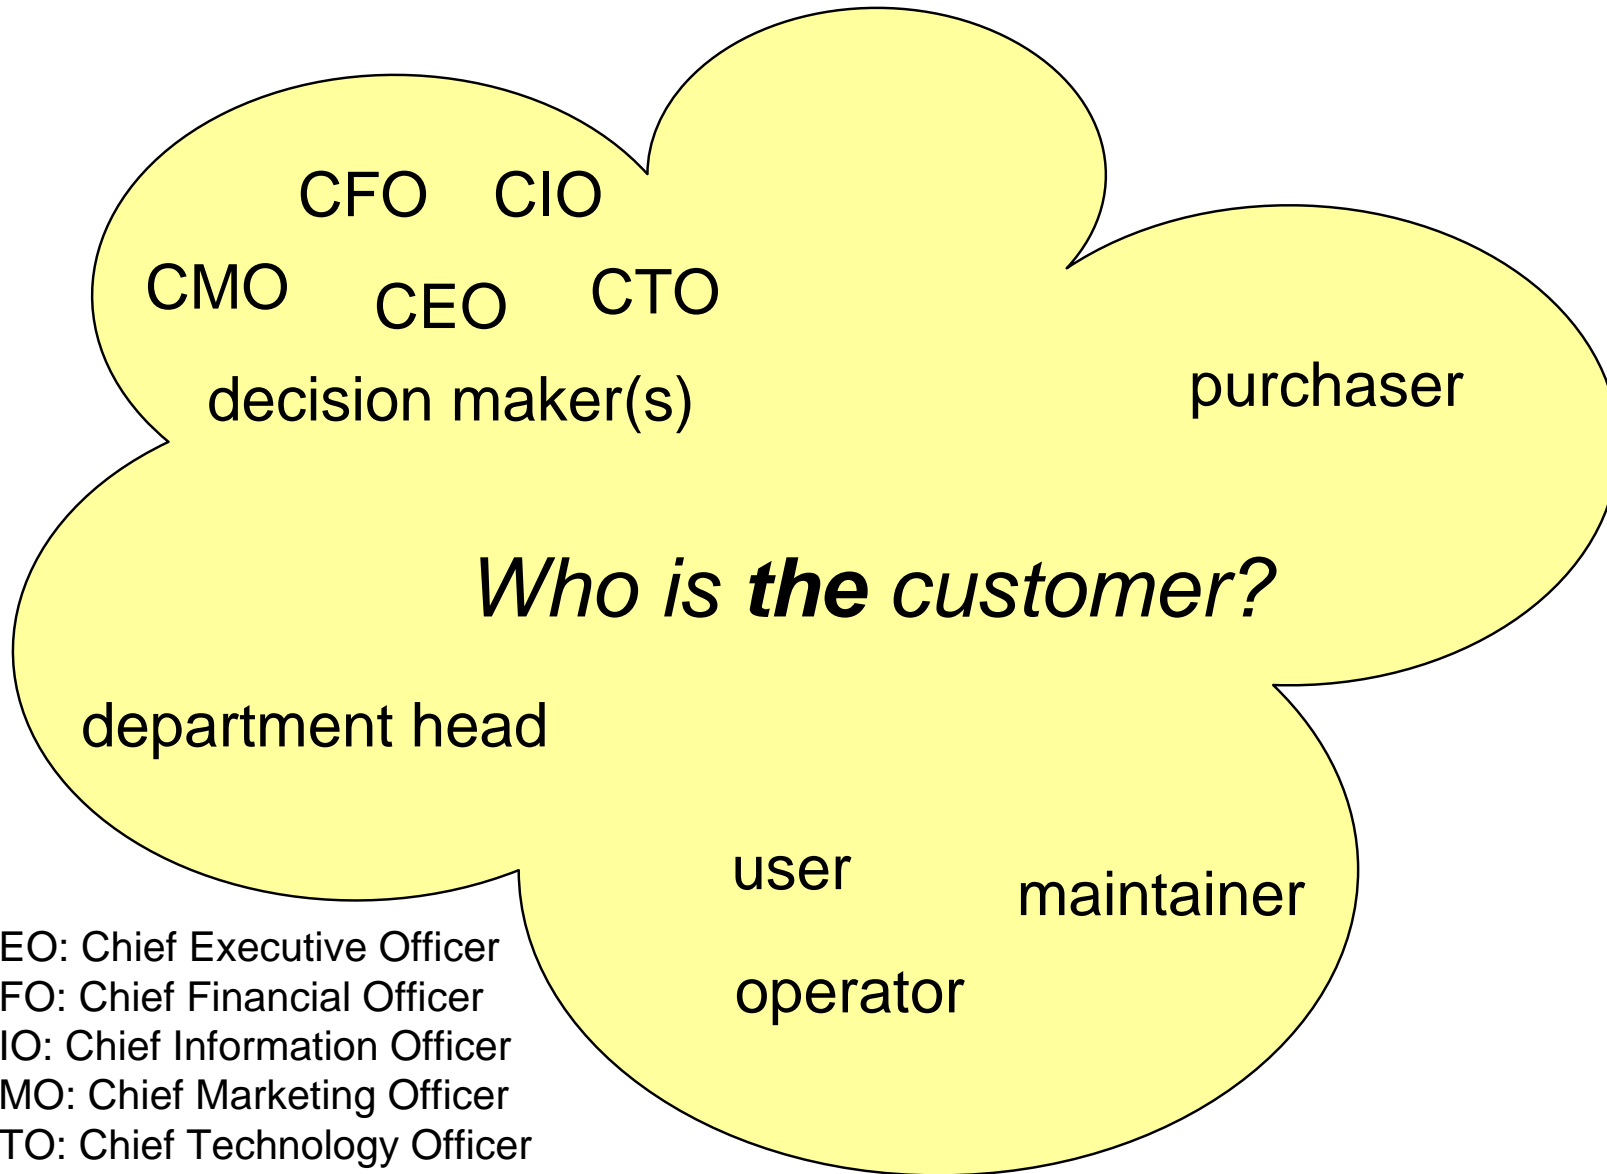 CFO CIO
CMO CEO CTO
decision maker(s)
purchaser
Who is the customer?
department head
user
maintainer
operator
EO: Chief Executive Officer
FO: Chief Financial Officer
IO: Chief Information Officer
MO: Chief Marketing Officer
TO: Chief Technology Officer